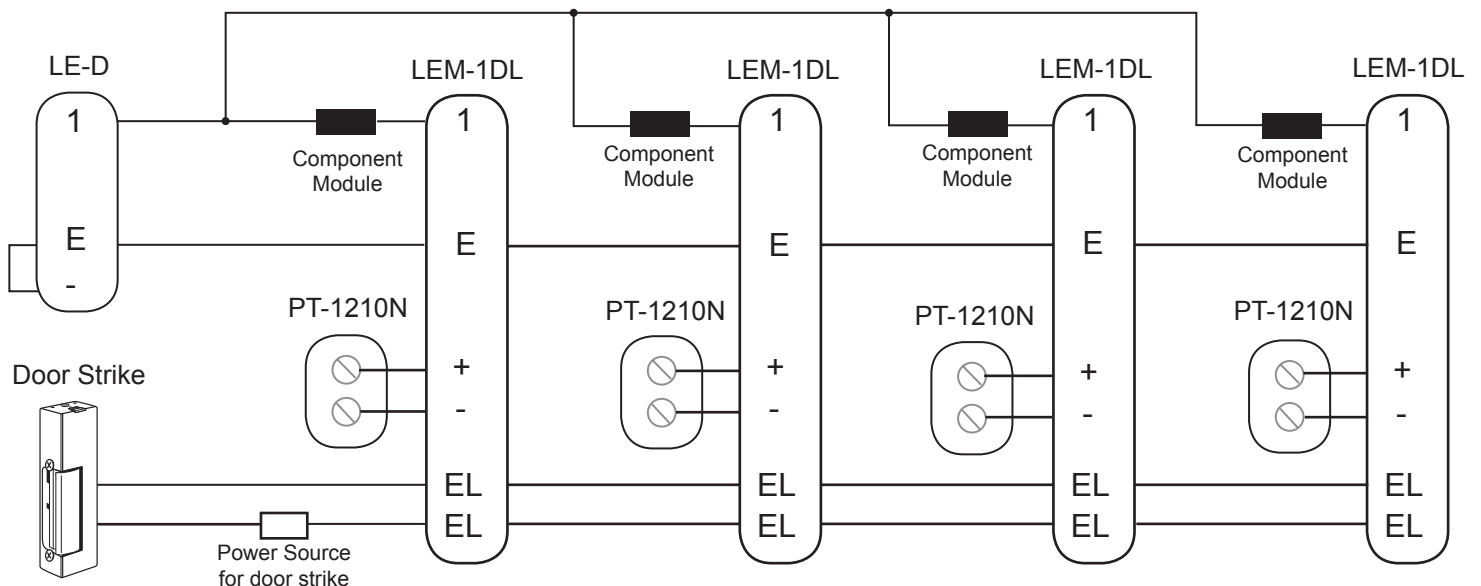 LE-D
LEM-1DL
LEM-1DL
LEM-1DL
LEM-1DL
1
1
1
1
1
Component
Module
Component
Module
Component
Module
Component
Module
E
E
E
E
E
-
PT-1210N
PT-1210N
PT-1210N
PT-1210N
+
+
+
+
-
-
-
-
Door Strike
EL
EL
EL
EL
EL
EL
EL
EL
Power Source
for door strike